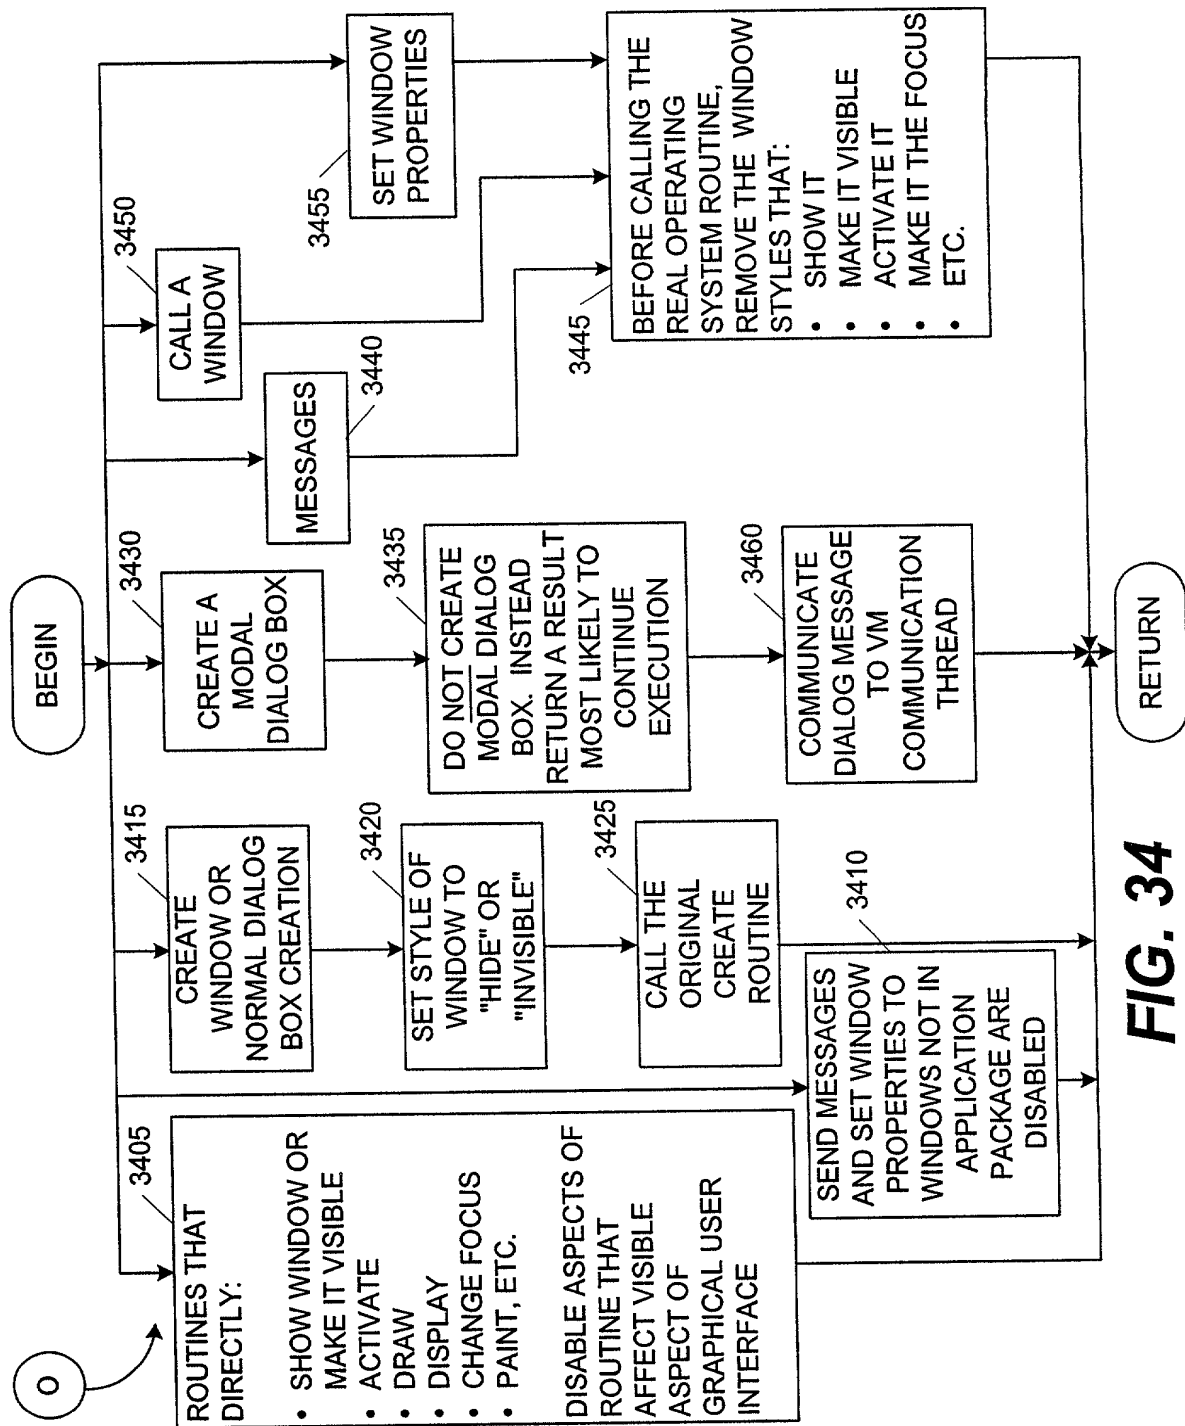 O
BEGIN
3405
ROUTINES THAT
DIRECTLY:
• SHOW WINDOW OR
MAKE IT VISIBLE
• ACTIVATE
• DRAW
• DISPLAY
• CHANGE FOCUS
• PAINT, ETC.
DISABLE ASPECTS OF
ROUTINE THAT
AFFECT VISIBLE
ASPECT OF
GRAPHICAL USER
INTERFACE
3415
CREATE
WINDOW OR
NORMAL DIALOG
BOX CREATION
3420
SET STYLE OF
WINDOW TO
"HIDE" OR
"INVISIBLE"
3425
CALL THE
ORIGINAL
CREATE
ROUTINE
3410
SEND MESSAGES
AND SET WINDOW
PROPERTIES TO
WINDOWS NOT IN
APPLICATION
PACKAGE ARE
DISABLED
3430
CREATE A
MODAL
DIALOG BOX
3435
DO NOT CREATE
MODAL DIALOG
BOX. INSTEAD
RETURN A RESULT
MOST LIKELY TO
CONTINUE
EXECUTION
3460
COMMUNICATE
DIALOG MESSAGE
TO VM
COMMUNICATION
THREAD
MESSAGES
3440
3450
CALL A
WINDOW
3455
SET WINDOW
PROPERTIES
3445
BEFORE CALLING THE
REAL OPERATING
SYSTEM ROUTINE,
REMOVE THE WINDOW
STYLES THAT:
• SHOW IT
• MAKE IT VISIBLE
• ACTIVATE IT
• MAKE IT THE FOCUS
• ETC.
RETURN
FIG. 34